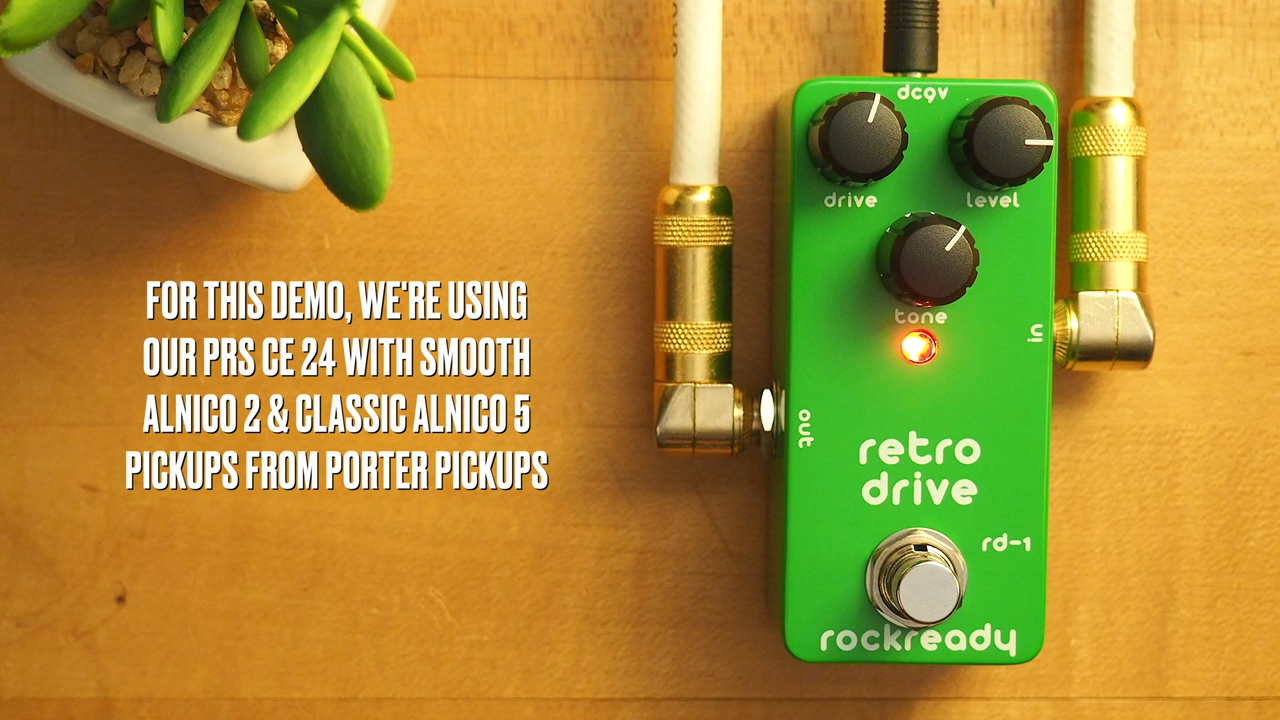 FOR THIS DEMO, WE'RE USING
OUR PRS CE 24 WITH SMOOTH
ALNICO 2 & CLASSIC ALNICO 5
PICKUPS FROM PORTER PICKUPS
dc9v
drive
level
tone
in
out
retro
drive
rd-1
rockready